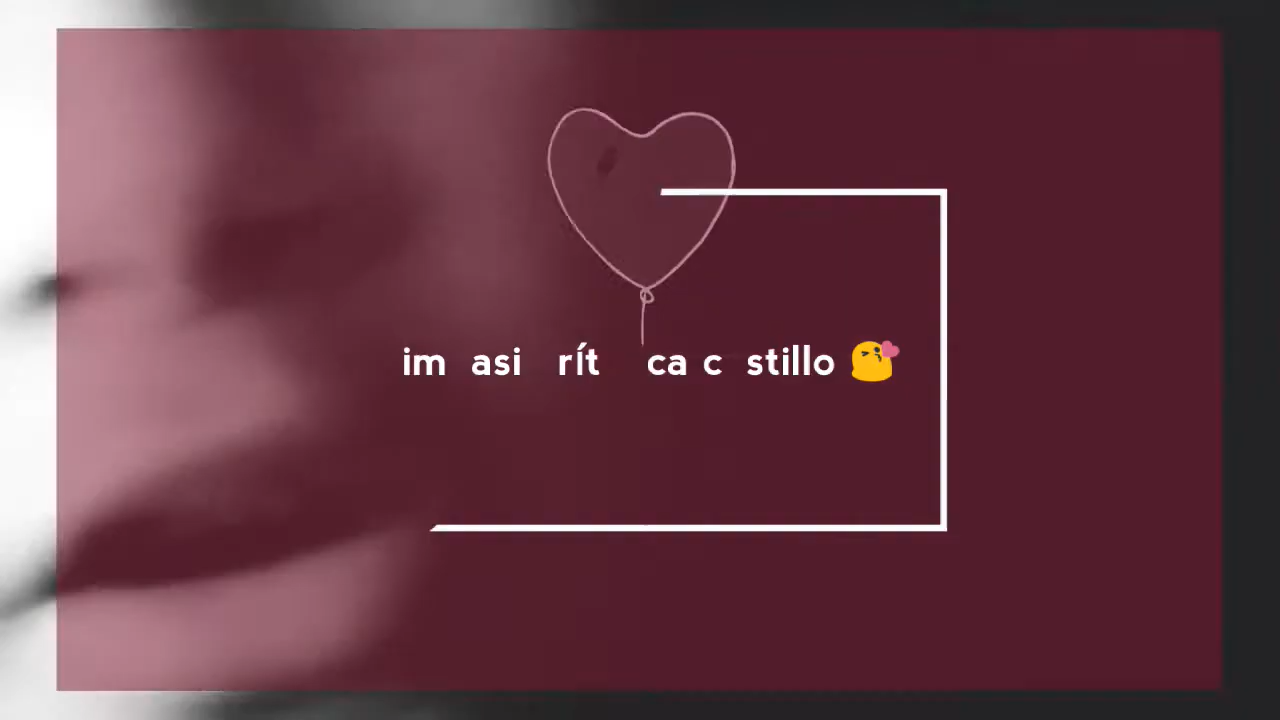 im asi rít ca c stillo 😘